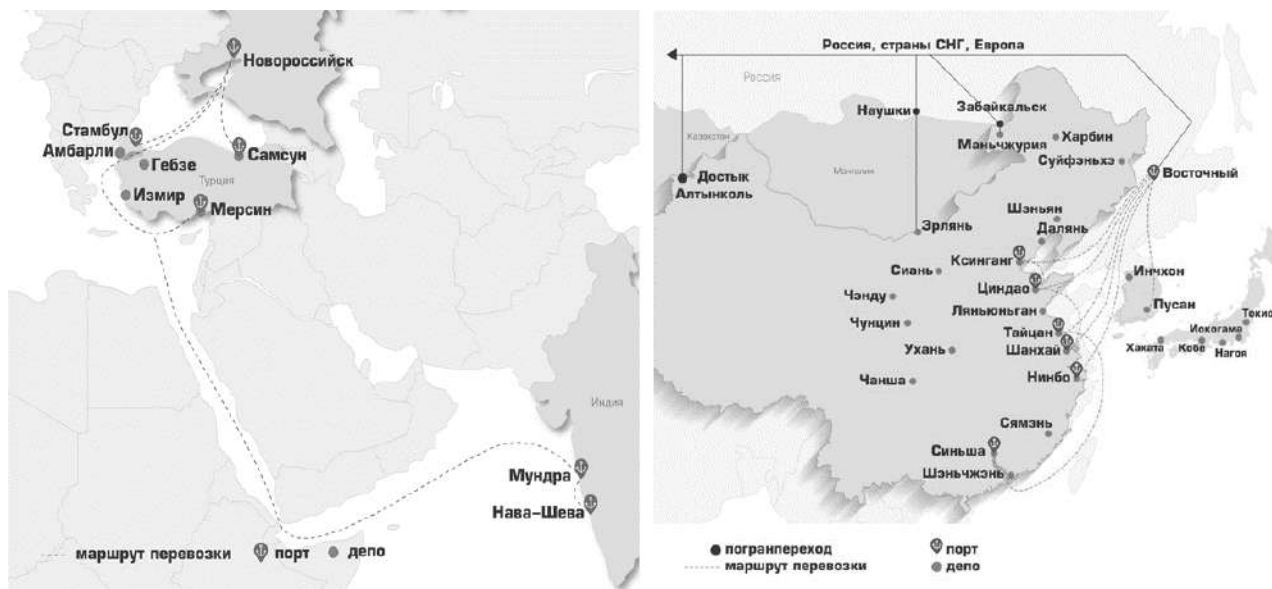 Новороссийск
Стамбул
Амбарли
Гебзе
Самсун
Турция
Измир
Мерсин
Индия
Мундра
Нава-Шева
маршрут перевозки
порт
депо
Россия, страны СНГ, Европа
Россия
Наушки
Забайкальск
Харбин
Казахстан
Маньчжурия
Суйфэньхэ
Достык
Монголия
Восточный
Алтынколь
Шэньян
Эрлянь
Далянь
Ксинганг
Сиань
Инчхон
Циндао
Чэнду
Ляньюньган
Пусан
Токио
Чунцин
Тайцан
Иокогама
Ухань
Шанхай
Хаката
Кобе
Нагоя
Нинбо
Чанша
Сямэнь
Синьша
Шэньчжэнь
погранпереход
порт
маршрут перевозки
депо